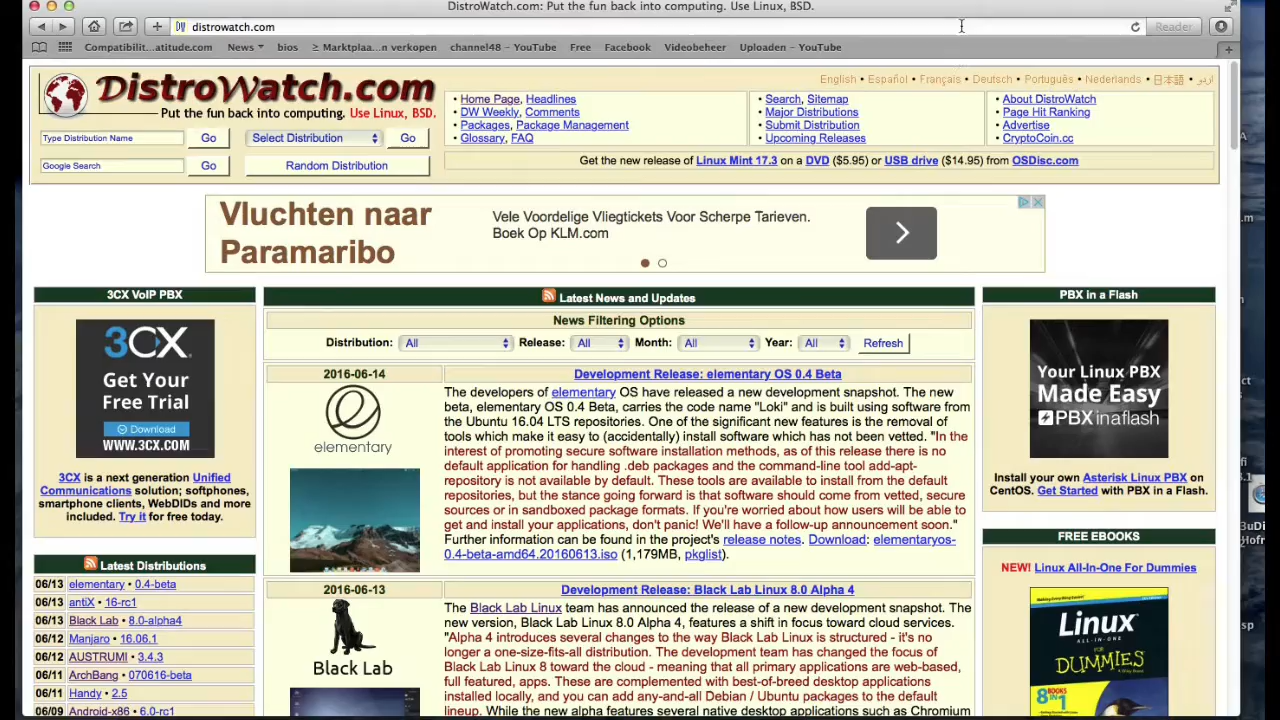 DistroWatch.com: Put the fun back into computing. Use Linux, BSD.
distrowatch.com
Reader
Compatibilit...atitude.com News bios ≥ Marktplaa...n verkopen channel48 - YouTube Free Facebook Videobeheer Uploaden - YouTube
DistroWatch.com
Put the fun back into computing. Use Linux, BSD.
English • Español • Français • Deutsch • Português • Nederlands • 日本語 • اردو
• Home Page, Headlines
• DW Weekly, Comments
• Packages, Package Management
• Glossary, FAQ
• Search, Sitemap
• Major Distributions
• Submit Distribution
• Upcoming Releases
• About DistroWatch
• Page Hit Ranking
• Advertise
• CryptoCoin.cc
Type Distribution Name Go Select Distribution Go
Google Search Go Random Distribution
Get the new release of Linux Mint 17.3 on a DVD ($5.95) or USB drive ($14.95) from OSDisc.com
Vluchten naar
Paramaribo
Vele Voordelige Vliegtickets Voor Scherpe Tarieven.
Boek Op KLM.com
3CX VoIP PBX
3CX
Get Your
Free Trial
Download
WWW.3CX.COM
3CX is a next generation Unified
Communications solution; softphones,
smartphone clients, WebDIDs and more
included. Try it for free today.
Latest Distributions
06/13 elementary • 0.4-beta
06/13 antiX • 16-rc1
06/13 Black Lab • 8.0-alpha4
06/12 Manjaro • 16.06.1
06/12 AUSTRUMI • 3.4.3
06/11 ArchBang • 070616-beta
06/11 Handy • 2.5
06/09 Android-x86 • 6.0-rc1
Latest News and Updates
News Filtering Options
Distribution: All Release: All Month: All Year: All Refresh
2016-06-14 Development Release: elementary OS 0.4 Beta
elementary
The developers of elementary OS have released a new development snapshot. The new
beta, elementary OS 0.4 Beta, carries the code name "Loki" and is built using software from
the Ubuntu 16.04 LTS repositories. One of the significant new features is the removal of
tools which make it easy to (accidentally) install software which has not been vetted. "In the
interest of promoting secure software installation methods, as of this release there is no
default application for handling .deb packages and the command-line tool add-apt-
repository is not available by default. These tools are available to install from the default
repositories, but the stance going forward is that software should come from vetted, secure
sources or in sandboxed package formats. If you're worried about how users will be able to
get and install your applications, don't panic! We'll have a follow-up announcement soon."
Further information can be found in the project's release notes. Download: elementaryos-
0.4-beta-amd64.20160613.iso (1,179MB, pkglist).
2016-06-13 Development Release: Black Lab Linux 8.0 Alpha 4
Black Lab
The Black Lab Linux team has announced the release of a new development snapshot. The
new version, Black Lab Linux 8.0 Alpha 4, features a shift in focus toward cloud services.
"Alpha 4 introduces several changes to the way Black Lab Linux is structured - it's no
longer a one-size-fits-all distribution. The development team has changed the focus of
Black Lab Linux 8 toward the cloud - meaning that all primary applications are web-based,
full featured, apps. These are complemented with best-of-breed desktop applications
installed locally, and you can add any-and-all Debian / Ubuntu packages to the default
lineup. While the new alpha features several native desktop applications such as Chromium
PBX in a Flash
Your Linux PBX
Made Easy
PBXinaflash
Install your own Asterisk Linux PBX on
CentOS. Get Started with PBX in a Flash.
FREE EBOOKS
NEW! Linux All-In-One For Dummies
Making Everything Easier!
Linux
ALL-IN-ONE
FOR
DUMMIES
8 BOOKS
IN 1